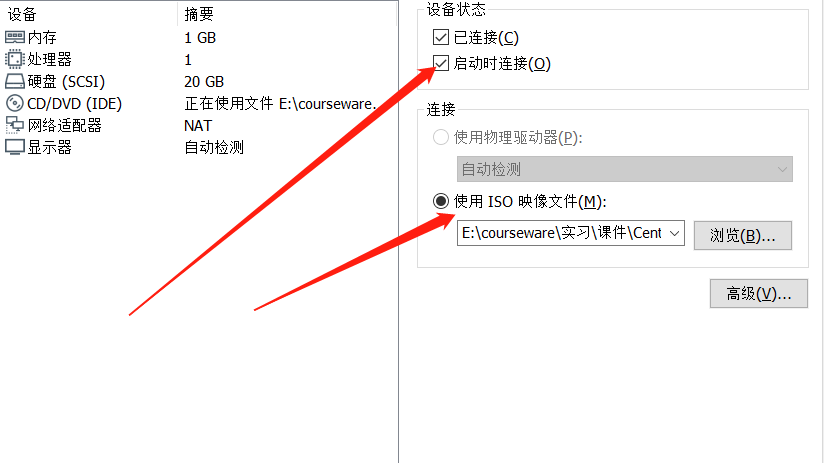 设备 摘要
内存 1 GB
处理器 1
硬盘 (SCSI) 20 GB
CD/DVD (IDE) 正在使用文件 E:\courseware.
网络适配器 NAT
显示器 自动检测
设备状态
已连接(C)
启动时连接(O)
连接
使用物理驱动器(P):
自动检测
使用 ISO 映像文件(M):
E:\courseware\实习\课件\Cent
浏览(B)...
高级(V)...